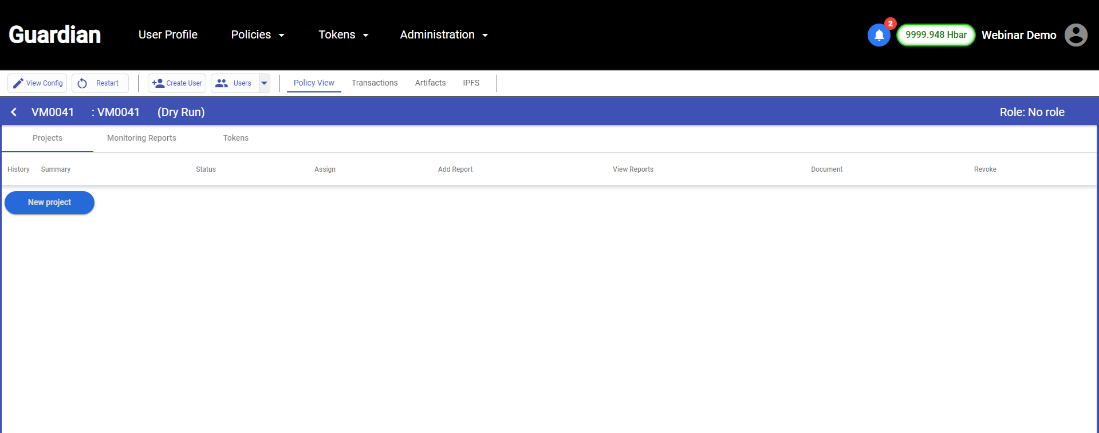 Guardian User Profile Policies Tokens Administration 2 9999.948 Hbar Webinar Demo
View Config Restart Create User Users Policy View Transactions Artifacts IPFS
VM0041 : VM0041 (Dry Run) Role: No role
Projects Monitoring Reports Tokens
History Summary Status Assign Add Report View Reports Document Revoke
New project